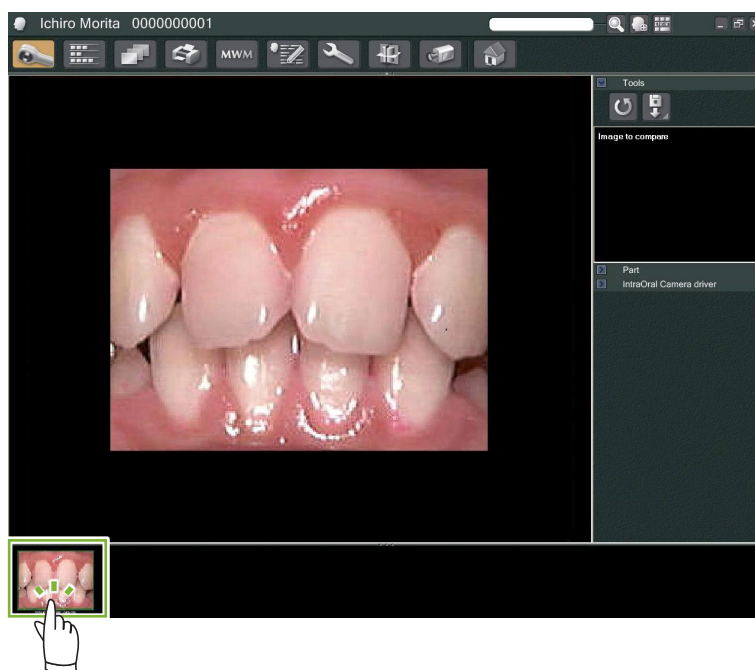 Ichiro Morita 0000000001
MWM
Tools
Image to compare
Part
IntraOral Camera driver